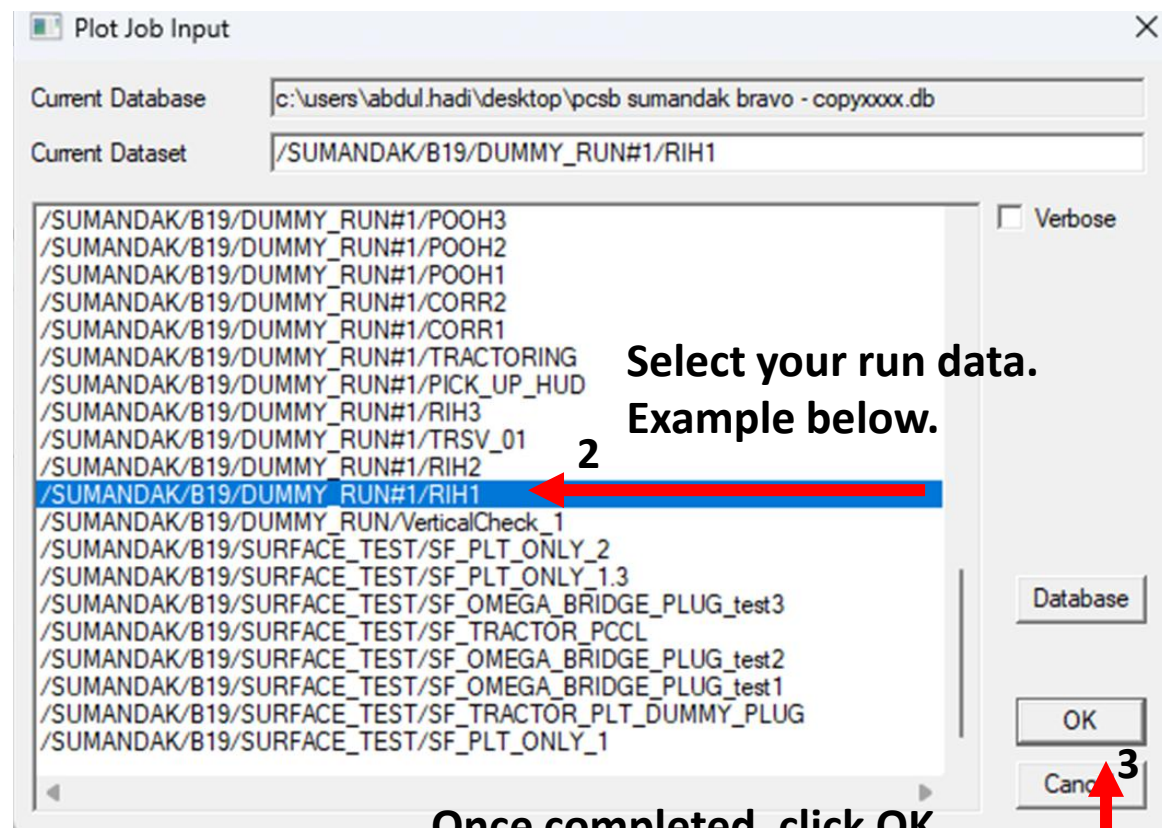 Plot Job Input
Current Database c:\users\abdul.hadi\desktop\pcsb sumandak bravo - copyxxxx.db
Current Dataset /SUMANDAK/B19/DUMMY_RUN#1/RIH1
/SUMANDAK/B19/DUMMY_RUN#1/POOH3
Verbose
/SUMANDAK/B19/DUMMY_RUN#1/POOH2
/SUMANDAK/B19/DUMMY_RUN#1/POOH1
/SUMANDAK/B19/DUMMY_RUN#1/CORR2
/SUMANDAK/B19/DUMMY_RUN#1/CORR1
/SUMANDAK/B19/DUMMY_RUN#1/TRACTORING
/SUMANDAK/B19/DUMMY_RUN#1/PICK_UP_HUD
/SUMANDAK/B19/DUMMY_RUN#1/RIH3
/SUMANDAK/B19/DUMMY_RUN#1/TRSV_01
/SUMANDAK/B19/DUMMY_RUN#1/RIH2
/SUMANDAK/B19/DUMMY_RUN#1/RIH1
/SUMANDAK/B19/DUMMY_RUN/VerticalCheck_1
/SUMANDAK/B19/SURFACE_TEST/SF_PLT_ONLY_2
/SUMANDAK/B19/SURFACE_TEST/SF_PLT_ONLY_1.3
/SUMANDAK/B19/SURFACE_TEST/SF_OMEGA_BRIDGE_PLUG_test3
/SUMANDAK/B19/SURFACE_TEST/SF_TRACTOR_PCCL
/SUMANDAK/B19/SURFACE_TEST/SF_OMEGA_BRIDGE_PLUG_test2
/SUMANDAK/B19/SURFACE_TEST/SF_OMEGA_BRIDGE_PLUG_test1
/SUMANDAK/B19/SURFACE_TEST/SF_TRACTOR_PLT_DUMMY_PLUG
/SUMANDAK/B19/SURFACE_TEST/SF_PLT_ONLY_1
Select your run data.
Example below.
2
Database
OK
3
Once completed, click OK